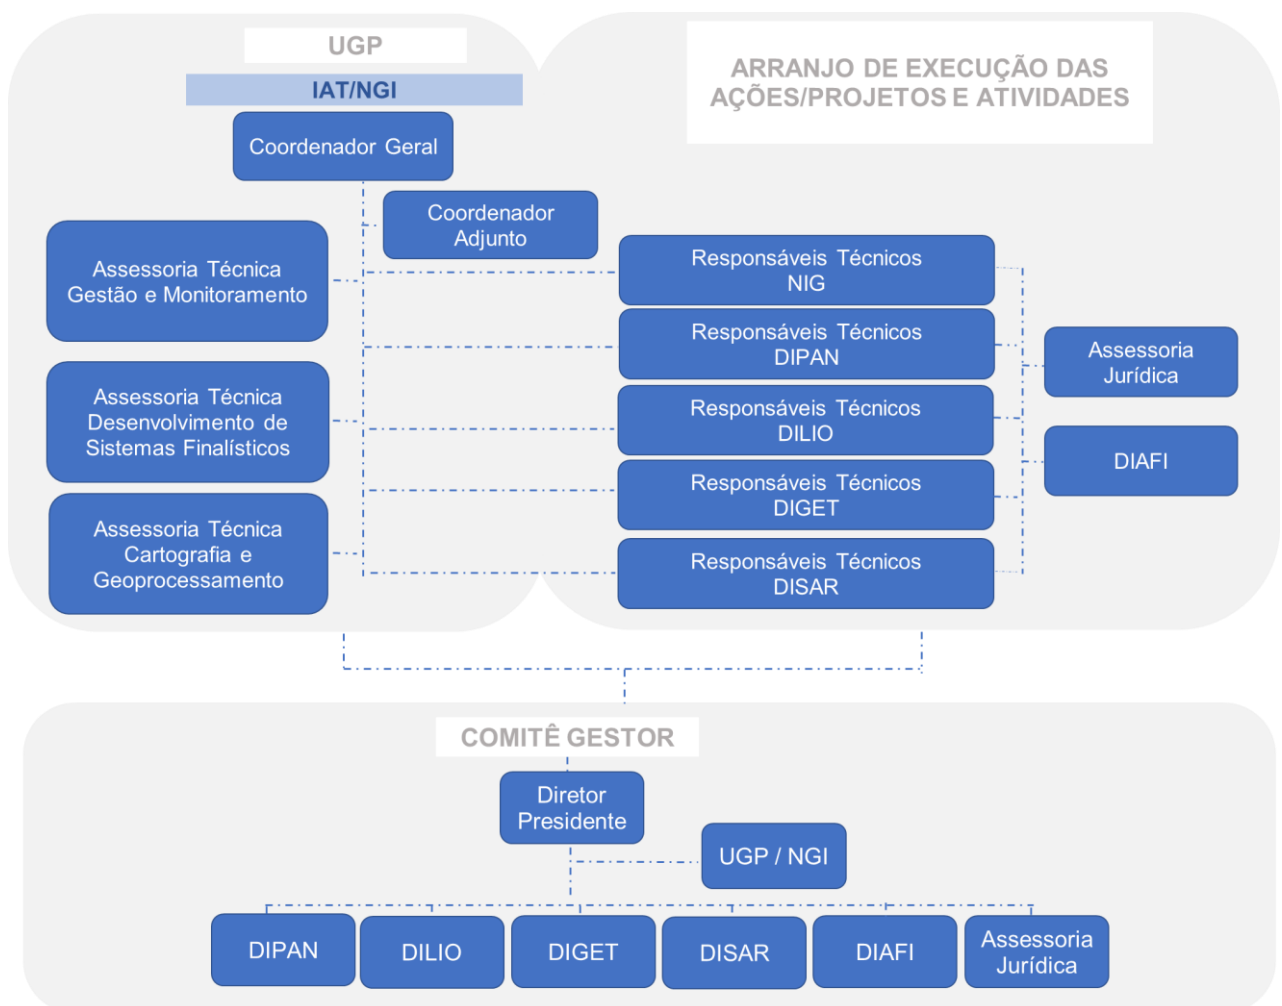 UGP
IAT/NGI
Coordenador Geral
Coordenador
Adjunto
Assessoria Técnica
Gestão e Monitoramento
Assessoria Técnica
Desenvolvimento de
Sistemas Finalísticos
Assessoria Técnica
Cartografia e
Geoprocessamento
ARRANJO DE EXECUÇÃO DAS
AÇÕES/PROJETOS E ATIVIDADES
Responsáveis Técnicos
NIG
Responsáveis Técnicos
DIPAN
Responsáveis Técnicos
DILIO
Responsáveis Técnicos
DIGET
Responsáveis Técnicos
DISAR
Assessoria
Jurídica
DIAFI
COMITÊ GESTOR
Diretor
Presidente
UGP / NGI
DIPAN
DILIO
DIGET
DISAR
DIAFI
Assessoria
Jurídica